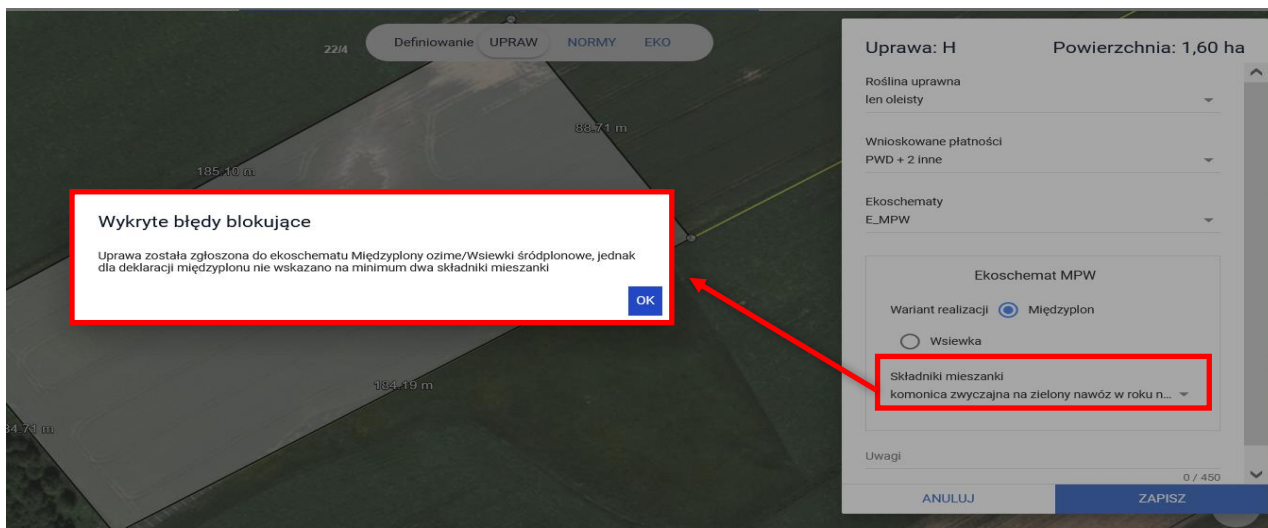 22/4
Definiowanie UPRAW NORMY EKO
88.71 m
185.10 m
134.19 m
Wykryte błędy blokujące
Uprawa została zgłoszona do ekoschematu Międzyplony ozime/Wsiewki śródplonowe, jednak
dla deklaracji międzyplonu nie wskazano na minimum dwa składniki mieszanki
OK
Uprawa: H Powierzchnia: 1,60 ha
Roślina uprawna
len oleisty
Wnioskowane płatności
PWD + 2 inne
Ekoschematy
E_MPW
Ekoschemat MPW
Wariant realizacji Międzyplon
Wsiewka
Składniki mieszanki
komonica zwyczajna na zielony nawóz w roku n...
Uwagi
0 / 450
ANULUJ ZAPISZ